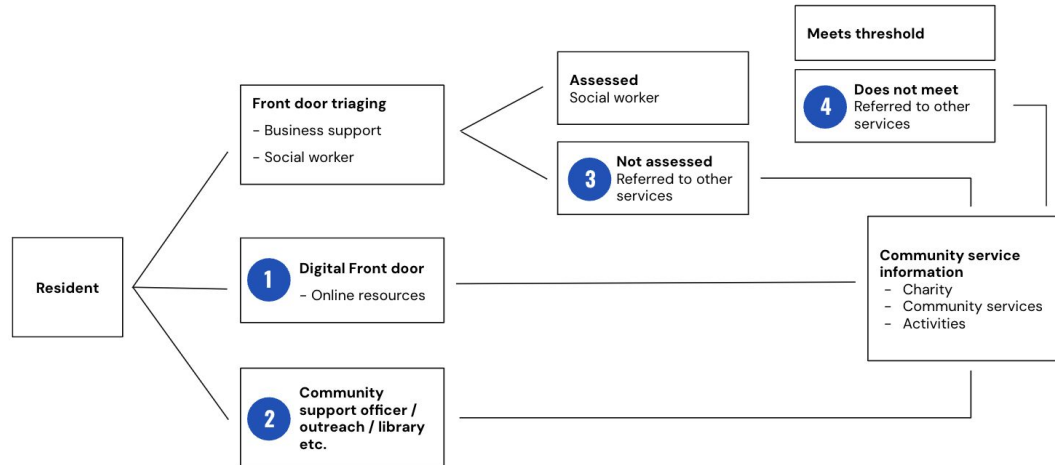 Meets threshold
4
Does not meet
Referred to other
services
Assessed
Social worker
Front door triaging
- Business support
- Social worker
3
Not assessed
Referred to other
services
Resident
1
Digital Front door
- Online resources
Community service
information
- Charity
- Community services
- Activities
2
Community
support officer /
outreach / library
etc.